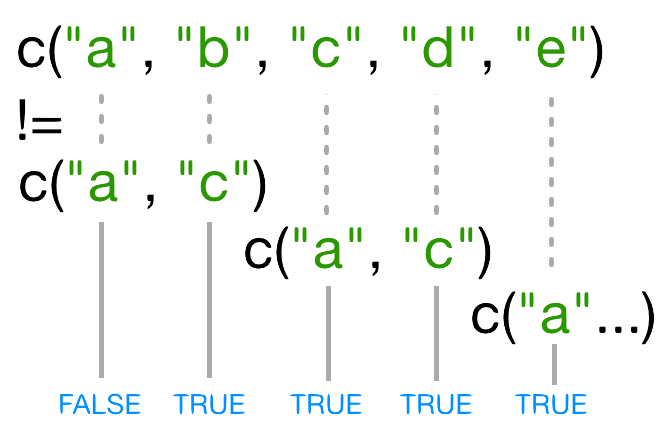 c("a", "b", "c", "d", "e")
!=
c("a", "c")
c("a", "c")
c("a"...)
FALSE TRUE TRUE TRUE TRUE